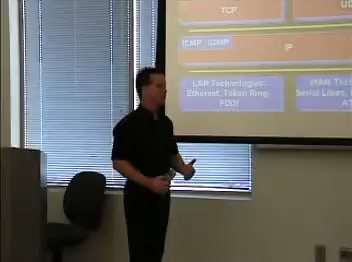 TCP
ICMP IGMP
IP
LAN Technologies:
Ethernet, Token Ring,
FDDI
Serial Lines,